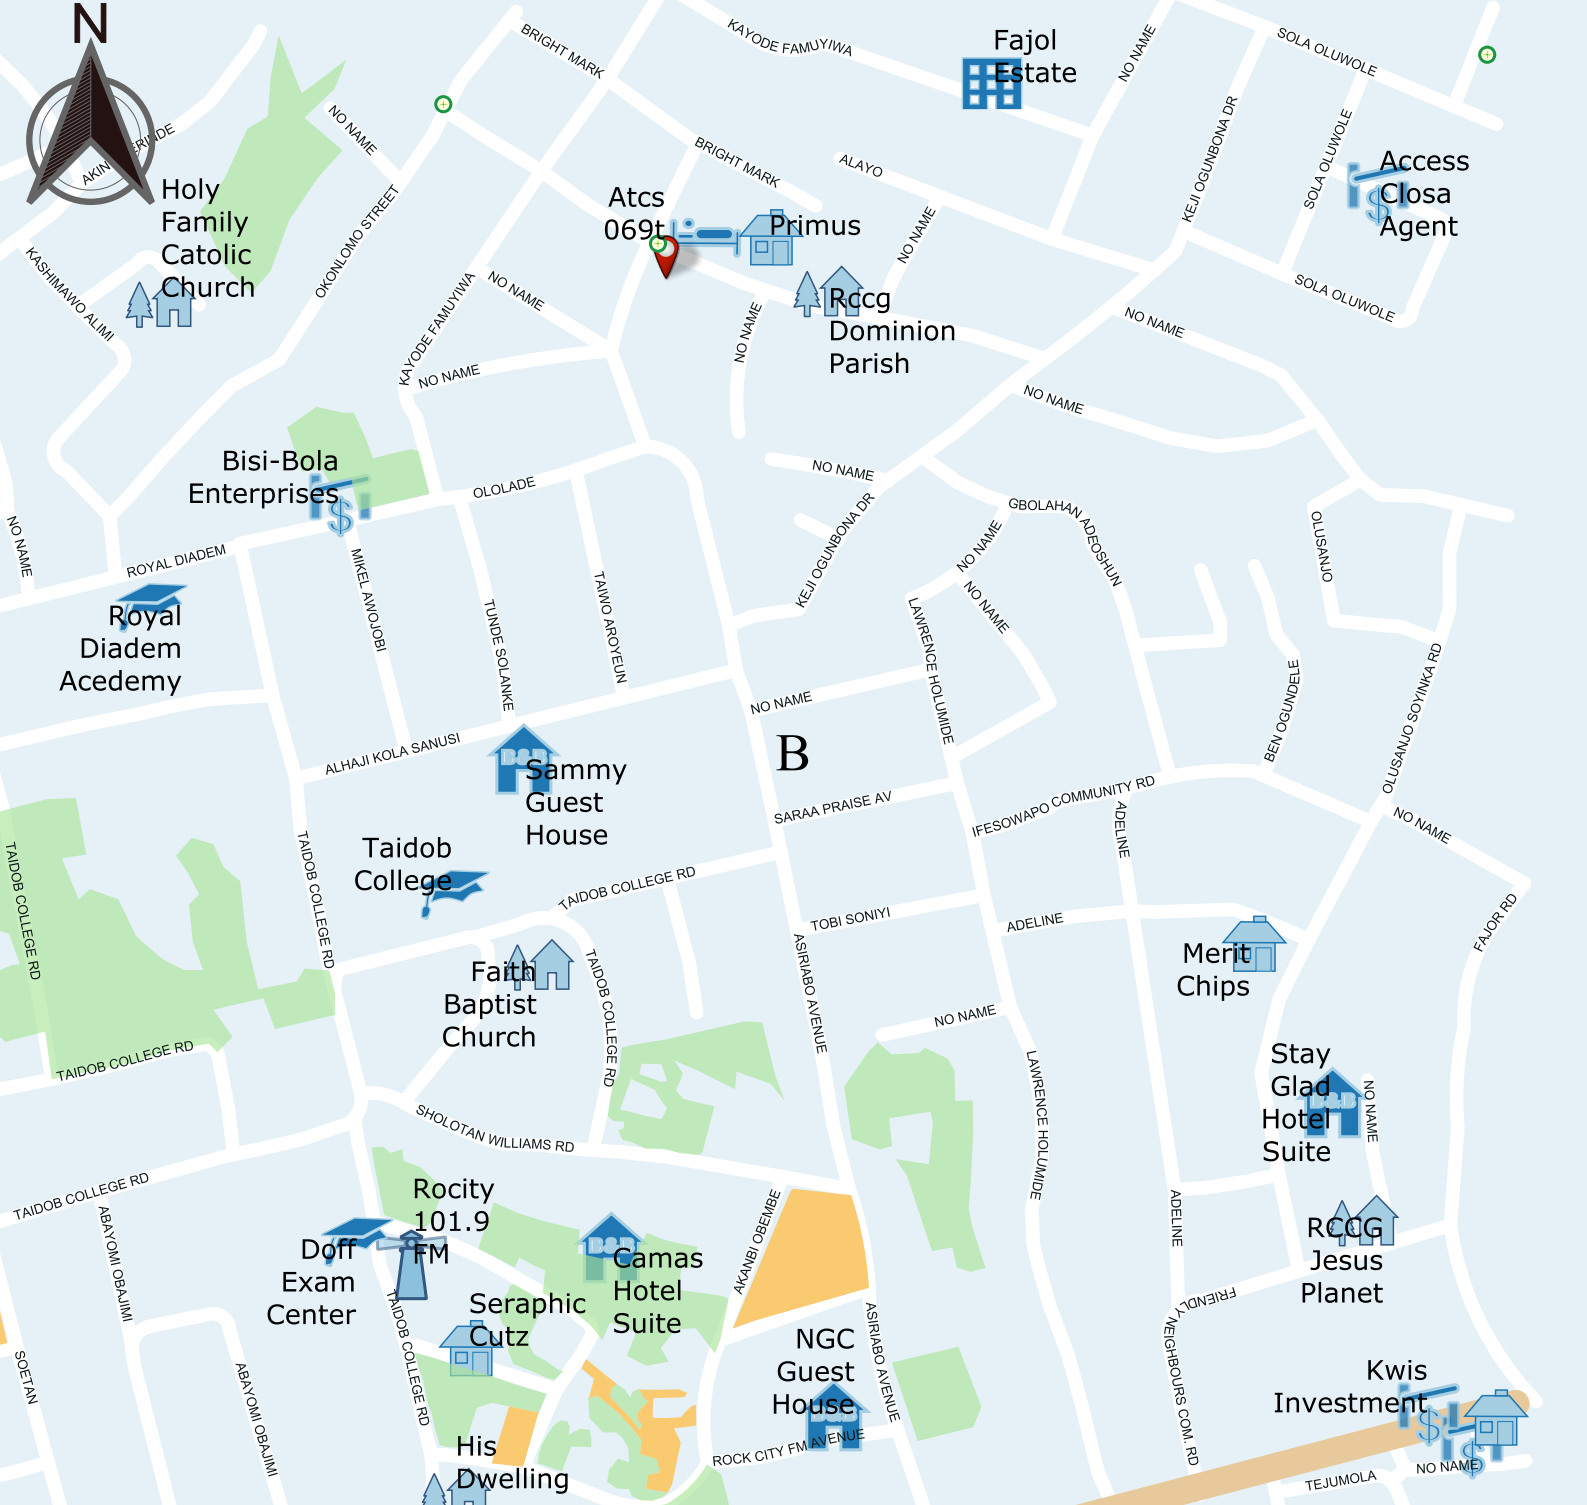 N
KAYODE FAMUYIWA
BRIGHT MARK
Fajol
Estate
NO NAME
SOLA OLUWOLE
NO NAME
BRIGHT MARK
ALAYO
KEJI OGUNBONA DR
SOLA OLUWOLE
Access
Closa
Agent
Holy
Family
Catolic
Church
Atcs
069t
Primus
NO NAME
OKONLOMO STREET
KASHIMAWO ALIMI
KAYODE FAMUYIWA
NO NAME
NO NAME
Rccg
Dominion
Parish
SOLA OLUWOLE
NO NAME
NO NAME
NO NAME
Bisi-Bola
Enterprises
OLOLADE
NO NAME
KEJI OGUNBONA DR
GBOLAHAN ADEOSHUN
NO NAME
OLUSANJO
NO NAME
ROYAL DIADEM
MIKEL AWOJOBI
TUNDE SOLANKE
TAIWO AROYEUN
NO NAME
LAWRENCE HOLUMIDE
Royal
Diadem
Acedemy
BEN OGUNDELE
OLUSANJO SOYINKA RD
NO NAME
ALHAJI KOLA SANUSI
B
Sammy
Guest
House
SARAA PRAISE AV
IFESOWAPO COMMUNITY RD
ADELINE
NO NAME
TAIDOB COLLEGE RD
TAIDOB COLLEGE RD
Taidob
College
TAIDOB COLLEGE RD
TOBI SONIYI
ADELINE
FAJOR RD
Merit
Chips
ASIRIABO AVENUE
TAIDOB COLLEGE RD
Faith
Baptist
Church
NO NAME
TAIDOB COLLEGE RD
LAWRENCE HOLUMIDE
Stay
Glad
Hotel
Suite
NO NAME
SHOLOTAN WILLIAMS RD
TAIDOB COLLEGE RD
ABAYOMI OBAJIMI
Rocity
101.9
FM
AKANBI OBEMBE
ADELINE
RCCG
Jesus
Planet
Doff
Exam
Center
Camas
Hotel
Suite
Seraphic
Cutz
TAIDOB COLLEGE RD
ASIRIABO AVENUE
FRIENDLY NEIGHBOURS COM. RD
NGC
Guest
House
SOETAN
ABAYOMI OBAJIMI
Kwis
Investment
ROCK CITY FM AVENUE
His
Dwelling
TEJUMOLA
NO NAME